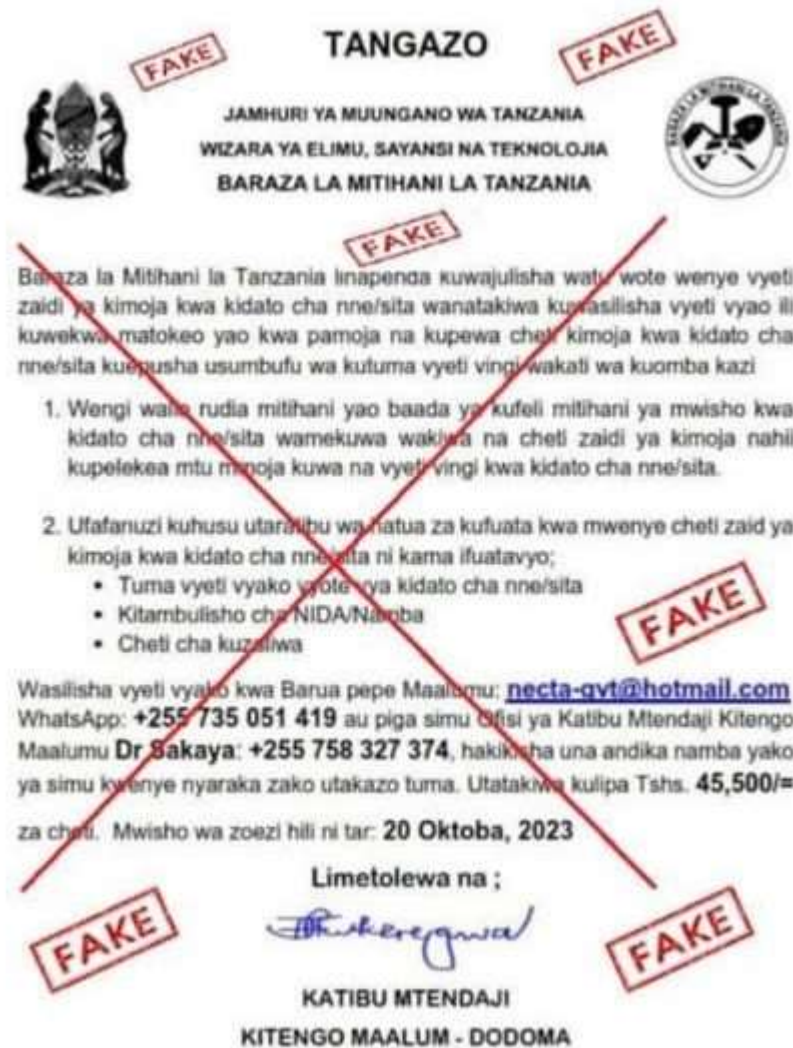 TANGAZO
FAKE
FAKE
JAMHURI YA MUUNGANO WA TANZANIA
WIZARA YA ELIMU, SAYANSI NA TEKNOLOJIA
BARAZA LA MITIHANI LA TANZANIA
BARAZA LA MITIHANI LA TANZANIA
FAKE
Baraza la Mitihani la Tanzania linapenda kuwajulisha watu wote wenye vyeti
zaidi ya kimoja kwa kidato cha nne/sita wanatakiwa kuwasilisha vyeti vyao ili
kuwekwa matokeo yao kwa pamoja na kupewa cheti kimoja kwa kidato cha
nne/sita kuepusha usumbufu wa kutuma vyeti vingi wakati wa kuomba kazi
1. Wengi walio rudia mitihani yao baada ya kufeli mitihani ya mwisho kwa
kidato cha nne/sita wamekuwa wakiwa na cheti zaidi ya kimoja nahii
kupelekea mtu mmoja kuwa na vyeti vingi kwa kidato cha nne/sita.
2. Ufafanuzi kuhusu utaratibu wa hatua za kufuata kwa mwenye cheti zaid ya
kimoja kwa kidato cha nne/sita ni kama ifuatavyo;
• Tuma vyeti vyako vyote vya kidato cha nne/sita
• Kitambulisho cha NIDA/Namba
• Cheti cha kuzaliwa
FAKE
Wasilisha vyeti vyako kwa Barua pepe Maalumu: necta-gvt@hotmail.com
WhatsApp: +255 735 051 419 au piga simu Ofisi ya Katibu Mtendaji Kitengo
Maalumu Dr Sakaya: +255 758 327 374, hakikisha una andika namba yako
ya simu kwenye nyaraka zako utakazo tuma. Utatakiwa kulipa Tshs. 45,500/=
za cheti. Mwisho wa zoezi hili ni tar: 20 Oktoba, 2023
Limetolewa na ;
FAKE
FAKE
KATIBU MTENDAJI
KITENGO MAALUM - DODOMA